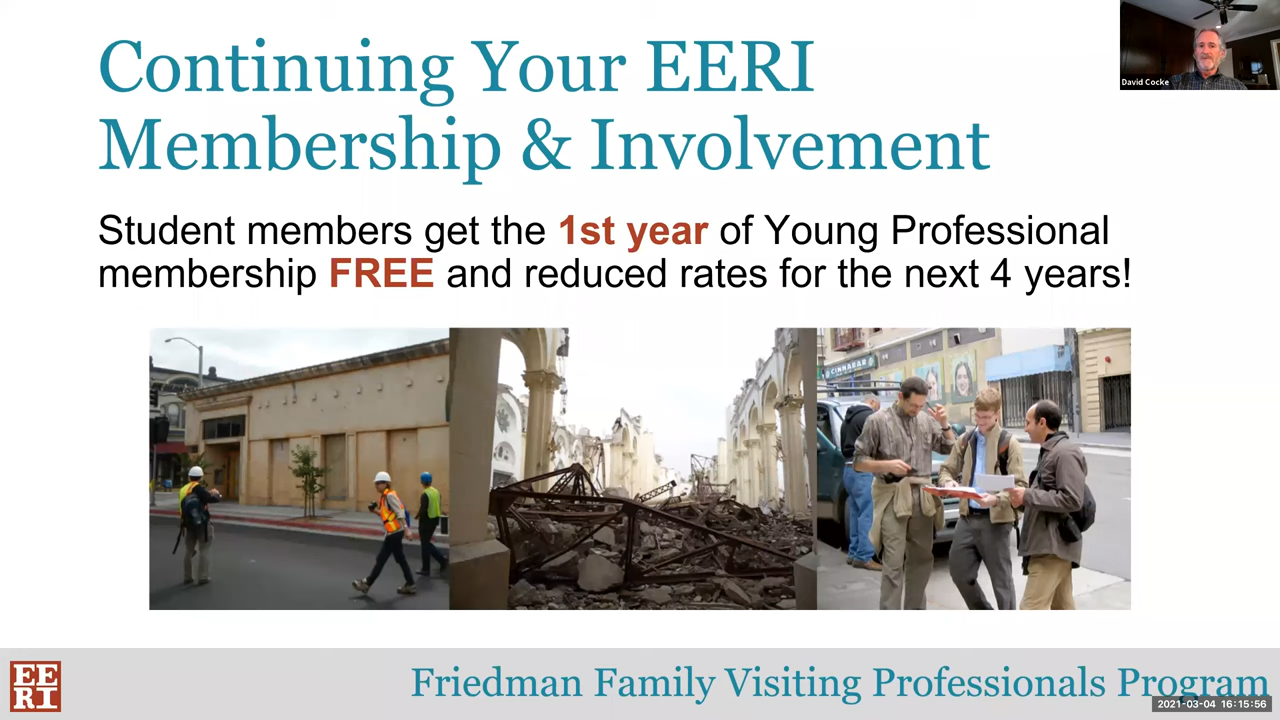 Continuing Your EERI
Membership & Involvement
David Cocke
Student members get the 1st year of Young Professional
membership FREE and reduced rates for the next 4 years!
CINNABAR
EE
RI
Friedman Family Visiting Professionals Program
2021-03-04 16:15:56